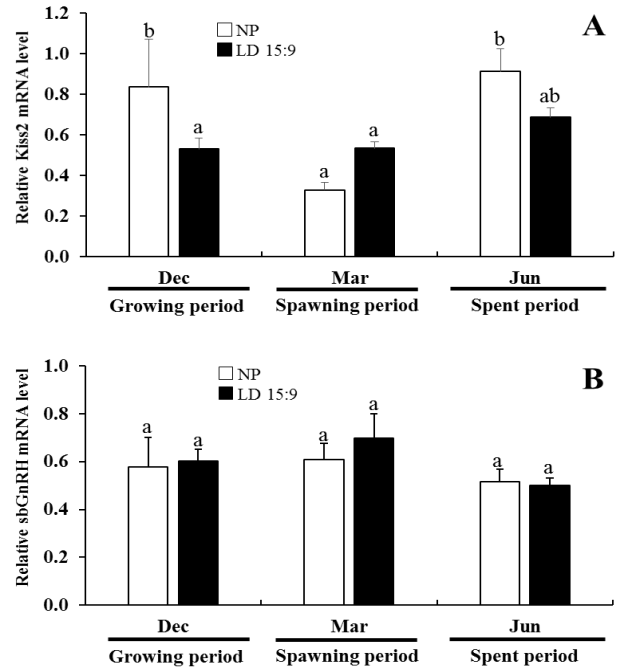 A
NP
LD 15:9
Relative Kiss2 mRNA level
1.2
1.0
0.8
0.6
0.4
0.2
0.0
b
a
a
a
b
ab
Dec
Mar
Jun
Growing period
Spawning period
Spent period
B
NP
LD 15:9
Relative sbGnRH mRNA level
1.0
0.8
0.6
0.4
0.2
0.0
a
a
a
a
a
a
Dec
Mar
Jun
Growing period
Spawning period
Spent period